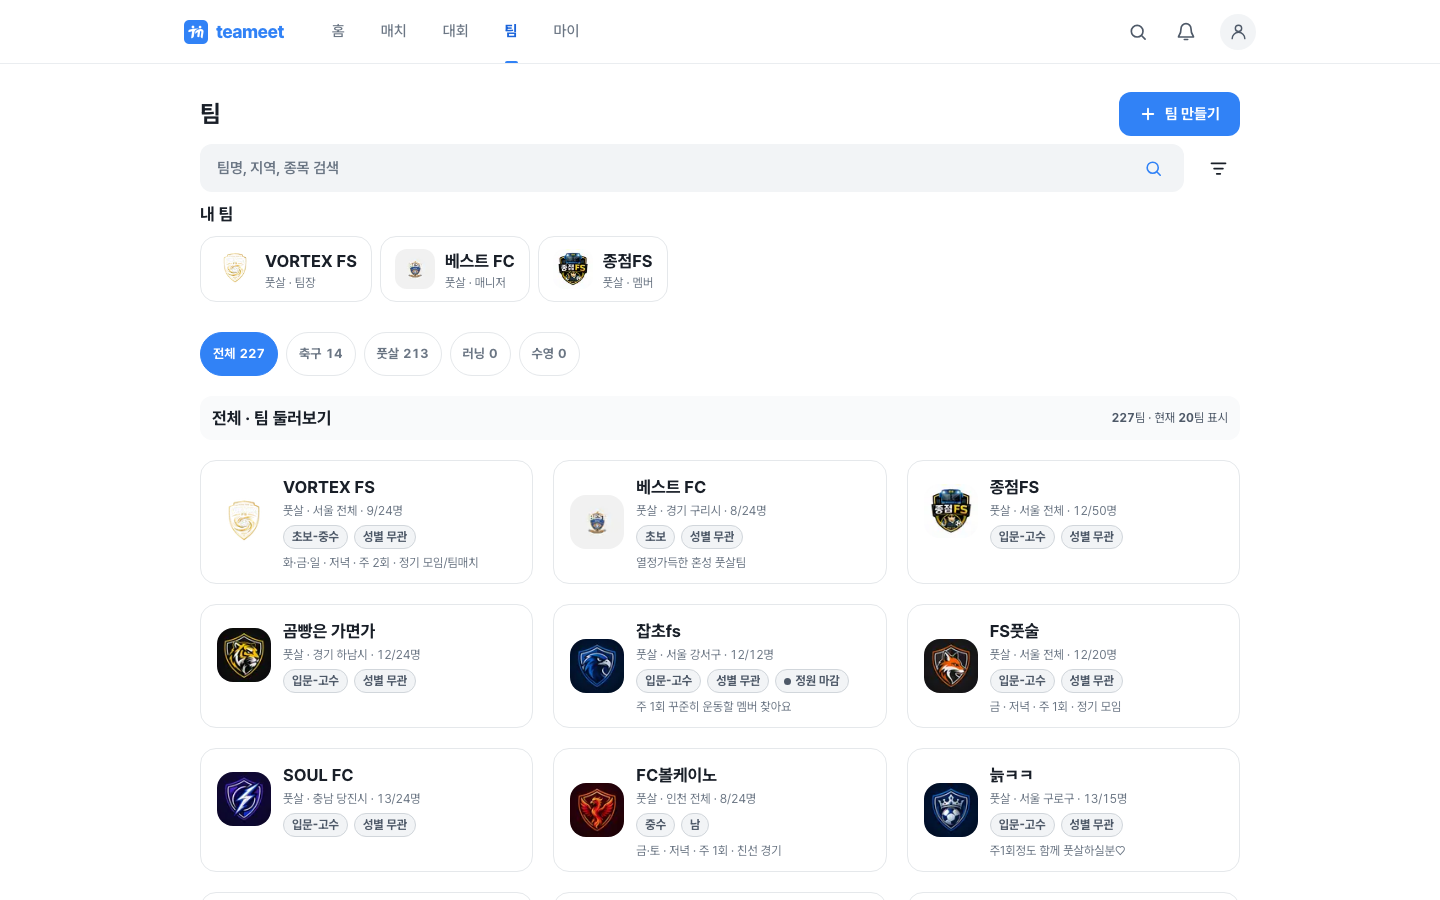 teameet
홈 매치 대회 팀 마이
팀
팀 만들기
팀명, 지역, 종목 검색
내 팀
VORTEX FS
풋살 · 팀장
베스트 FC
풋살 · 매니저
종점FS
풋살 · 멤버
전체 227
축구 14
풋살 213
러닝 0
수영 0
전체 · 팀 둘러보기
227팀 · 현재 20팀 표시
VORTEX FS
풋살 · 서울 전체 · 9/24명
초보-중수 성별 무관
화·금·일 · 저녁 · 주 2회 · 정기 모임/팀매치
베스트 FC
풋살 · 경기 구리시 · 8/24명
초보 성별 무관
열정가득한 혼성 풋살팀
종점FS
종점FS
풋살 · 서울 전체 · 12/50명
입문-고수 성별 무관
곰빵은 가면가
풋살 · 경기 하남시 · 12/24명
입문-고수 성별 무관
잡초fs
풋살 · 서울 강서구 · 12/12명
입문-고수 성별 무관 정원 마감
주 1회 꾸준히 운동할 멤버 찾아요
FS풋술
풋살 · 서울 전체 · 12/20명
입문-고수 성별 무관
금 · 저녁 · 주 1회 · 정기 모임
SOUL FC
풋살 · 충남 당진시 · 13/24명
입문-고수 성별 무관
FC볼케이노
풋살 · 인천 전체 · 8/24명
중수 남
금·토 · 저녁 · 주 1회 · 친선 경기
늙ㅋㅋ
풋살 · 서울 구로구 · 13/15명
입문-고수 성별 무관
주1회정도 함께 풋살하실분♡